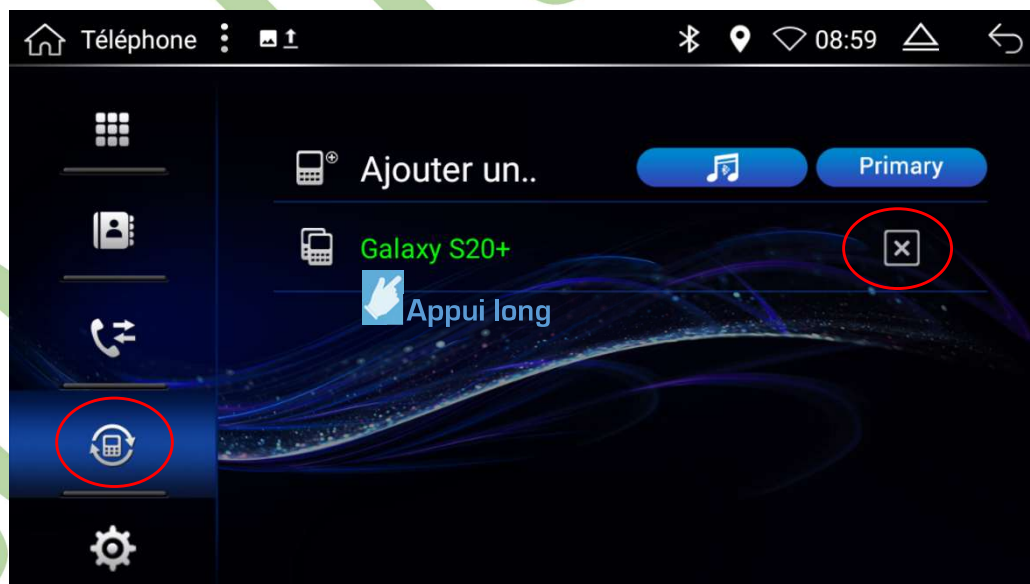 Téléphone
08:59
Ajouter un..
Primary
Galaxy S20+
Appui long